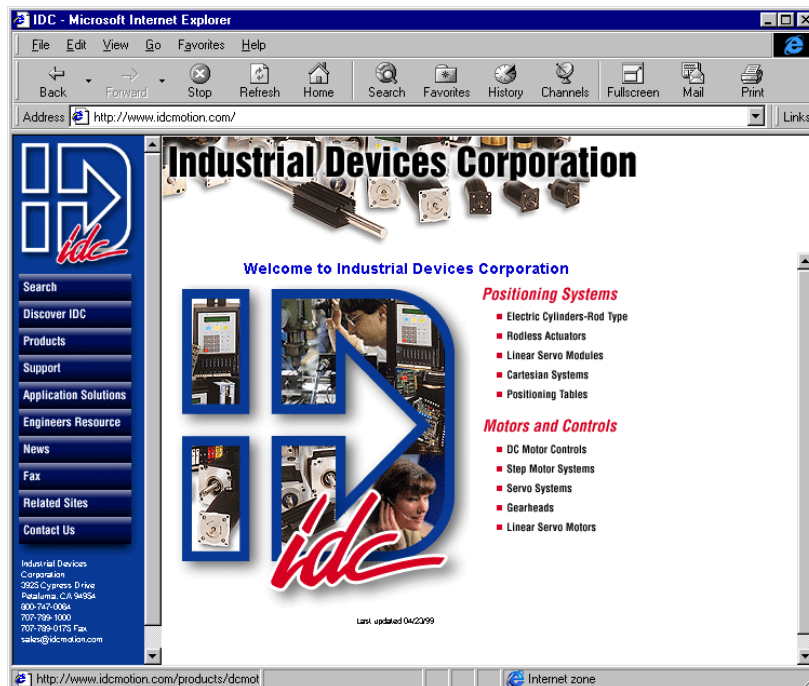 IDC - Microsoft Internet Explorer
File Edit View Go Favorites Help
Back Forward Stop Refresh Home Search Favorites History Channels Fullscreen Mail Print
Address http://www.idcmotion.com/ Links
idc
Industrial Devices Corporation
Search
Discover IDC
Products
Support
Application Solutions
Engineers Resource
News
Fax
Related Sites
Contact Us
Industrial Devices
Corporation
3925 Cypress Drive
Petaluma, CA 94954
800-747-0064
707-789-1000
707-789-0175 Fax
sales@idcmotion.com
Welcome to Industrial Devices Corporation
idc
Positioning Systems
Electric Cylinders-Rod Type
Rodless Actuators
Linear Servo Modules
Cartesian Systems
Positioning Tables
Motors and Controls
DC Motor Controls
Step Motor Systems
Servo Systems
Gearheads
Linear Servo Motors
Last updated 04/23/99
http://www.idcmotion.com/products/dcmot Internet zone